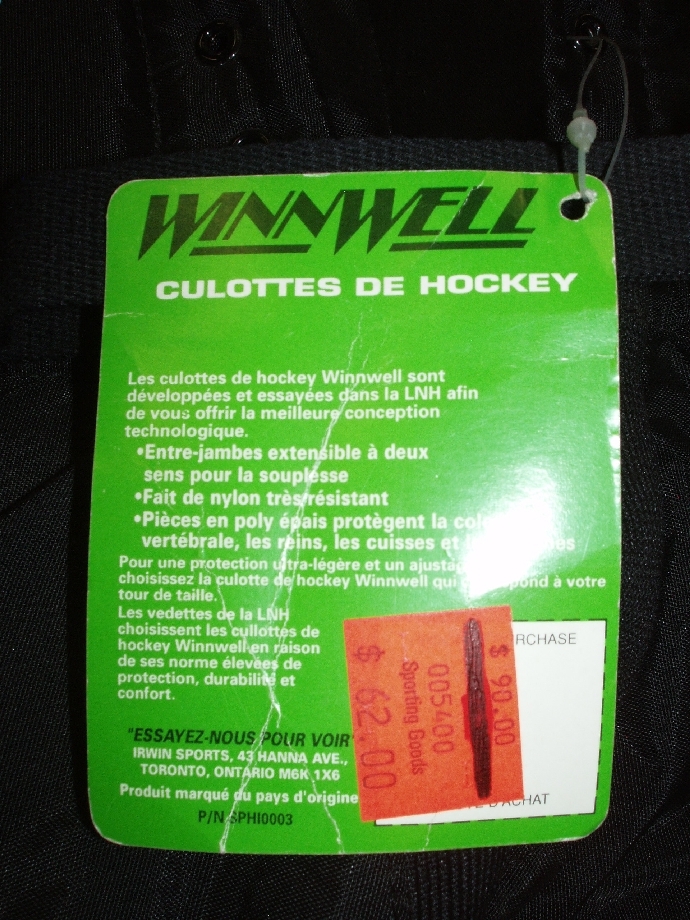 WINNWELL
CULOTTES DE HOCKEY
Les culottes de hockey Winnwell sont
développées et essayées dans la LNH afin
de vous offrir la meilleure conception
technologique.
•Entre-jambes extensible à deux
sens pour la souplesse
•Fait de nylon très résistant
•Pièces en poly épais protègent la
vertébrale, les reins, les cuisses et
Pour une protection ultra-légère et un
choisissez la culotte de hockey Winnwell qui à votre
tour de taille.
Les vedettes de la LNH
choisissent les culottes de
hockey Winnwell en raison
de ses norme élevées de
protection, durabilité et
confort.
"ESSAYEZ-NOUS POUR VOIR"
IRWIN SPORTS, 43 HANNA AVE.,
TORONTO, ONTARIO M6K 1X6
Produit marqué du pays d'origine
P/N SPHI0003
$ 90.00
005400
Sporting Goods
$ 62.00
D'ACHAT